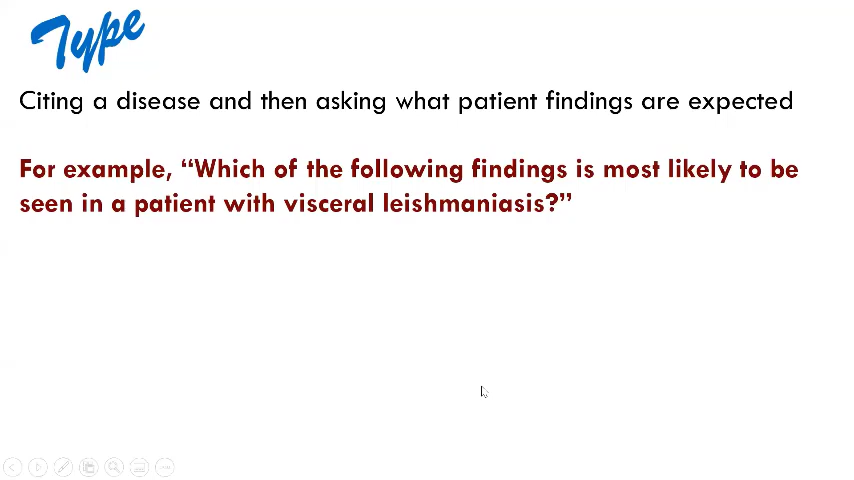 Type
Citing a disease and then asking what patient findings are expected
For example, “Which of the following findings is most likely to be
seen in a patient with visceral leishmaniasis?”